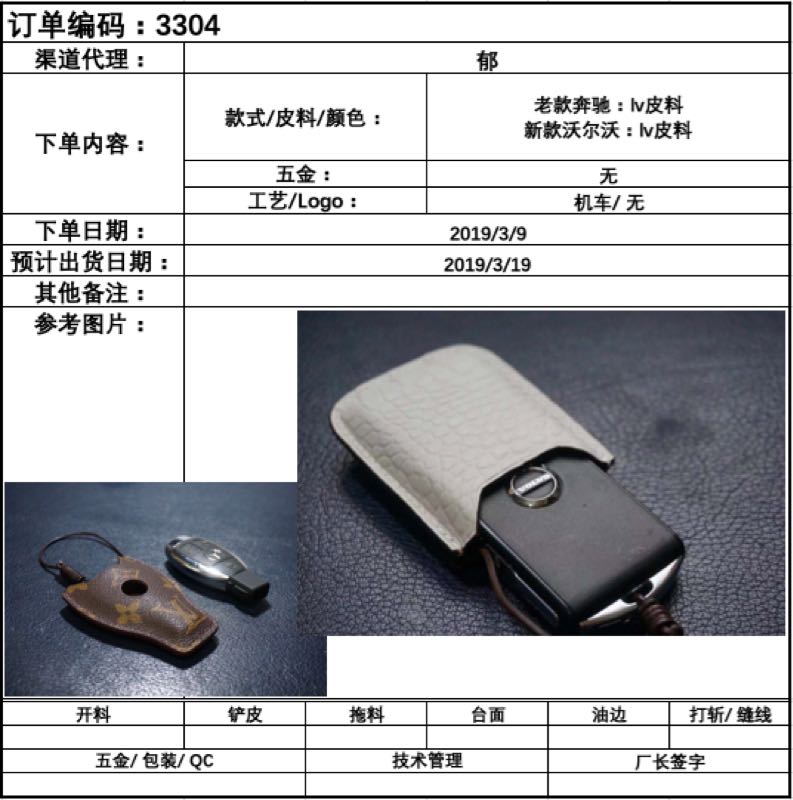 订单编码：3304
渠道代理：
郁
下单内容：
款式/皮料/颜色：
老款奔驰：lv皮料
新款沃尔沃：lv皮料
五金：
无
工艺/Logo：
机车/ 无
下单日期：
2019/3/9
预计出货日期：
2019/3/19
其他备注：
参考图片：
VOLVO
LV
开料
铲皮
拖料
台面
油边
打斩/ 缝线
五金/ 包装/ QC
技术管理
厂长签字